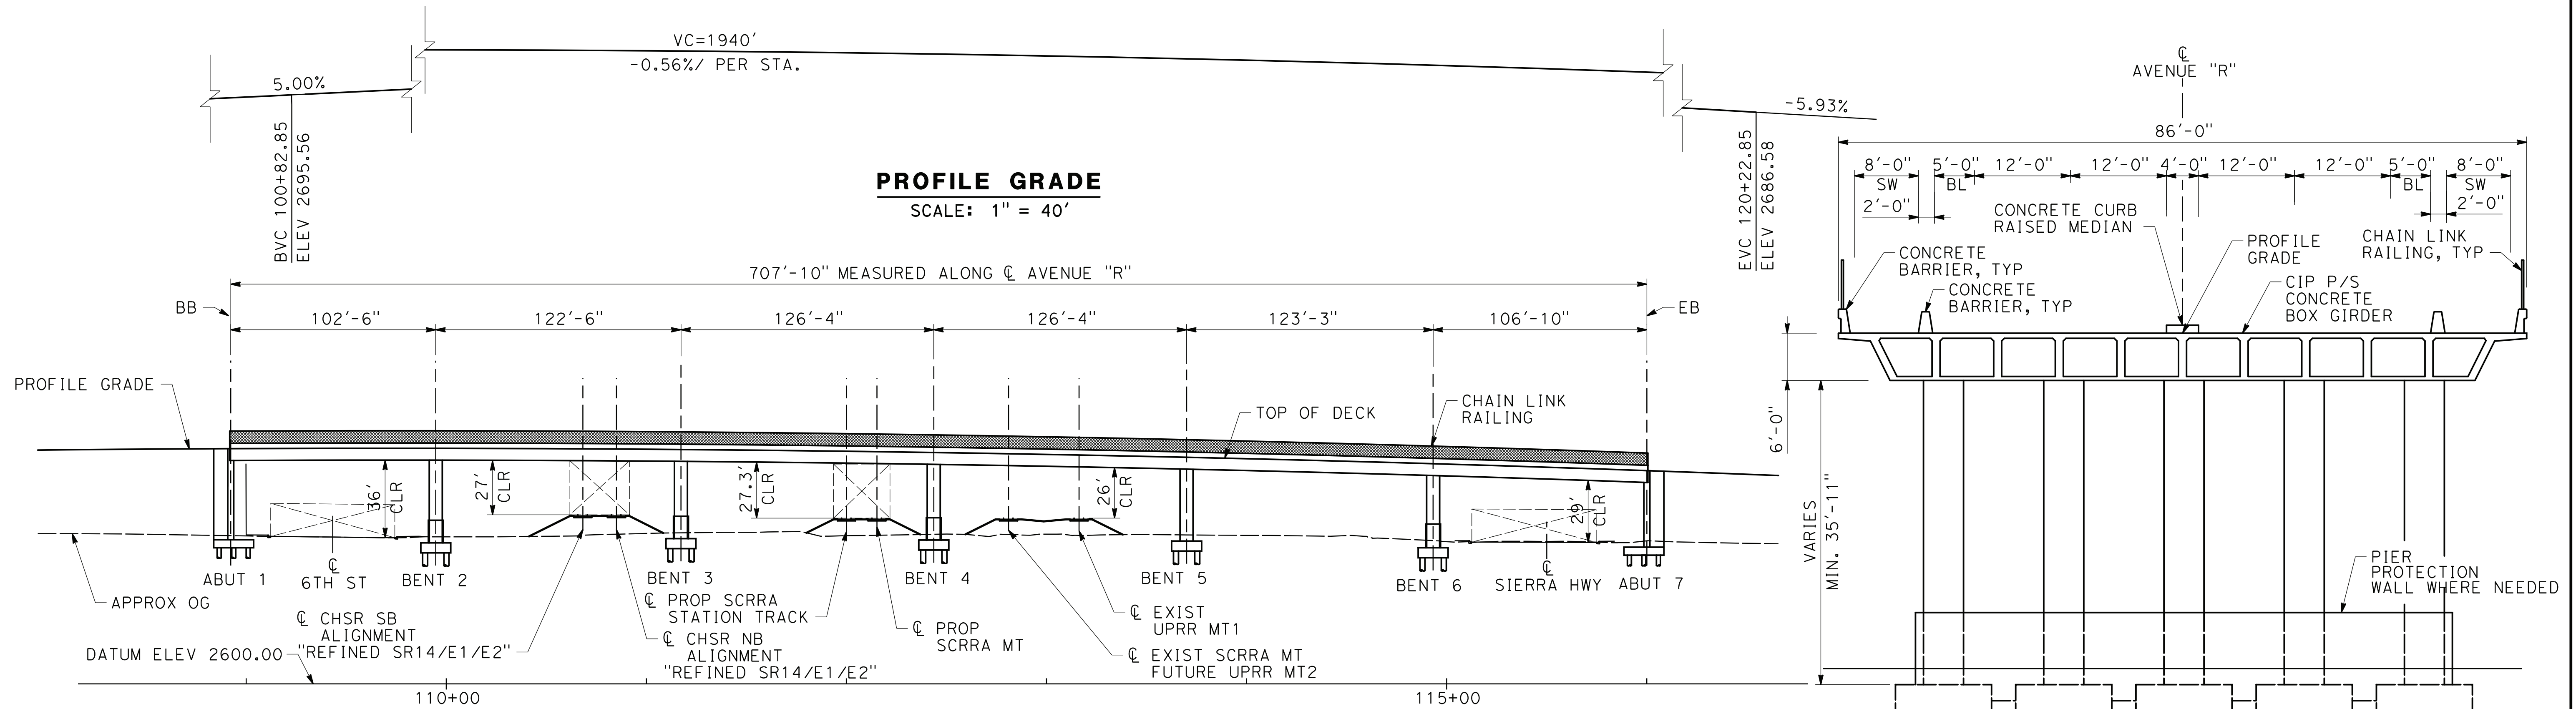 VC=1940'
-0.56%/ PER STA.
5.00%
-5.93%
BVC 100+82.85
ELEV 2695.56
EVC 120+22.85
ELEV 2686.58
PROFILE GRADE
SCALE: 1" = 40'
707'-10" MEASURED ALONG ℄ AVENUE "R"
BB
EB
102'-6"
122'-6"
126'-4"
126'-4"
123'-3"
106'-10"
PROFILE GRADE
TOP OF DECK
CHAIN LINK
RAILING
36'
CLR
27'
CLR
27.3'
CLR
26'
CLR
29'
CLR
ABUT 1
℄
6TH ST
BENT 2
BENT 3
BENT 4
BENT 5
BENT 6
℄
SIERRA HWY
ABUT 7
APPROX OG
℄ CHSR SB
ALIGNMENT
"REFINED SR14/E1/E2"
℄ PROP SCRRA
STATION TRACK
℄ CHSR NB
ALIGNMENT
"REFINED SR14/E1/E2"
℄ PROP
SCRRA MT
℄ EXIST
UPRR MT1
℄ EXIST SCRRA MT
FUTURE UPRR MT2
DATUM ELEV 2600.00
110+00
115+00
℄
AVENUE "R"
86'-0"
8'-0"
SW
5'-0"
BL
12'-0"
12'-0"
4'-0"
12'-0"
12'-0"
5'-0"
BL
8'-0"
SW
2'-0"
2'-0"
CONCRETE CURB
RAISED MEDIAN
PROFILE
GRADE
CHAIN LINK
RAILING, TYP
CONCRETE
BARRIER, TYP
CONCRETE
BARRIER, TYP
CIP P/S
CONCRETE
BOX GIRDER
6'-0"
VARIES
MIN. 35'-11"
PIER
PROTECTION
WALL WHERE NEEDED